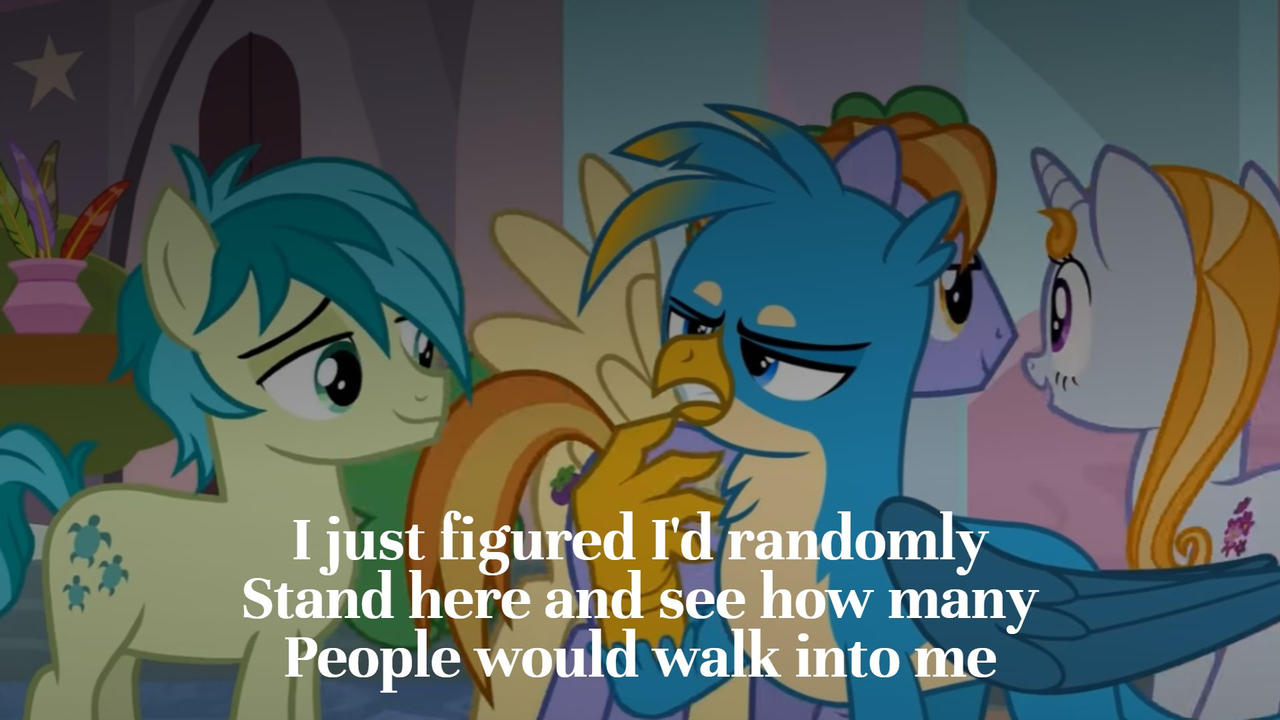 I just figured I'd randomly
Stand here and see how many
People would walk into me